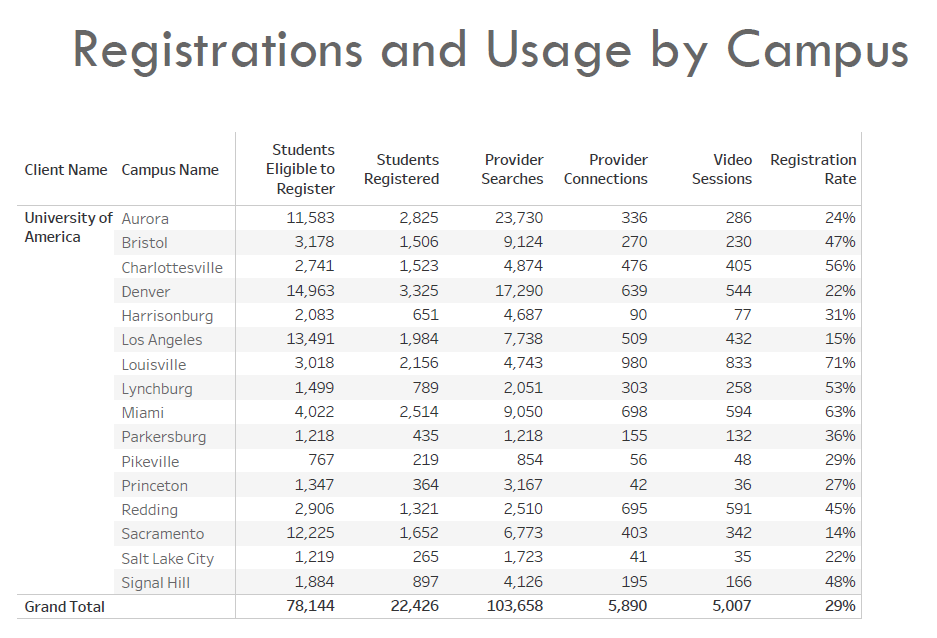 Registrations and Usage by Campus
Client Name Campus Name Students Eligible to Register Students Registered Provider Searches Provider Connections Video Sessions Registration Rate
University of America Aurora 11,583 2,825 23,730 336 286 24%
Bristol 3,178 1,506 9,124 270 230 47%
Charlottesville 2,741 1,523 4,874 476 405 56%
Denver 14,963 3,325 17,290 639 544 22%
Harrisonburg 2,083 651 4,687 90 77 31%
Los Angeles 13,491 1,984 7,738 509 432 15%
Louisville 3,018 2,156 4,743 980 833 71%
Lynchburg 1,499 789 2,051 303 258 53%
Miami 4,022 2,514 9,050 698 594 63%
Parkersburg 1,218 435 1,218 155 132 36%
Pikeville 767 219 854 56 48 29%
Princeton 1,347 364 3,167 42 36 27%
Redding 2,906 1,321 2,510 695 591 45%
Sacramento 12,225 1,652 6,773 403 342 14%
Salt Lake City 1,219 265 1,723 41 35 22%
Signal Hill 1,884 897 4,126 195 166 48%
Grand Total 78,144 22,426 103,658 5,890 5,007 29%